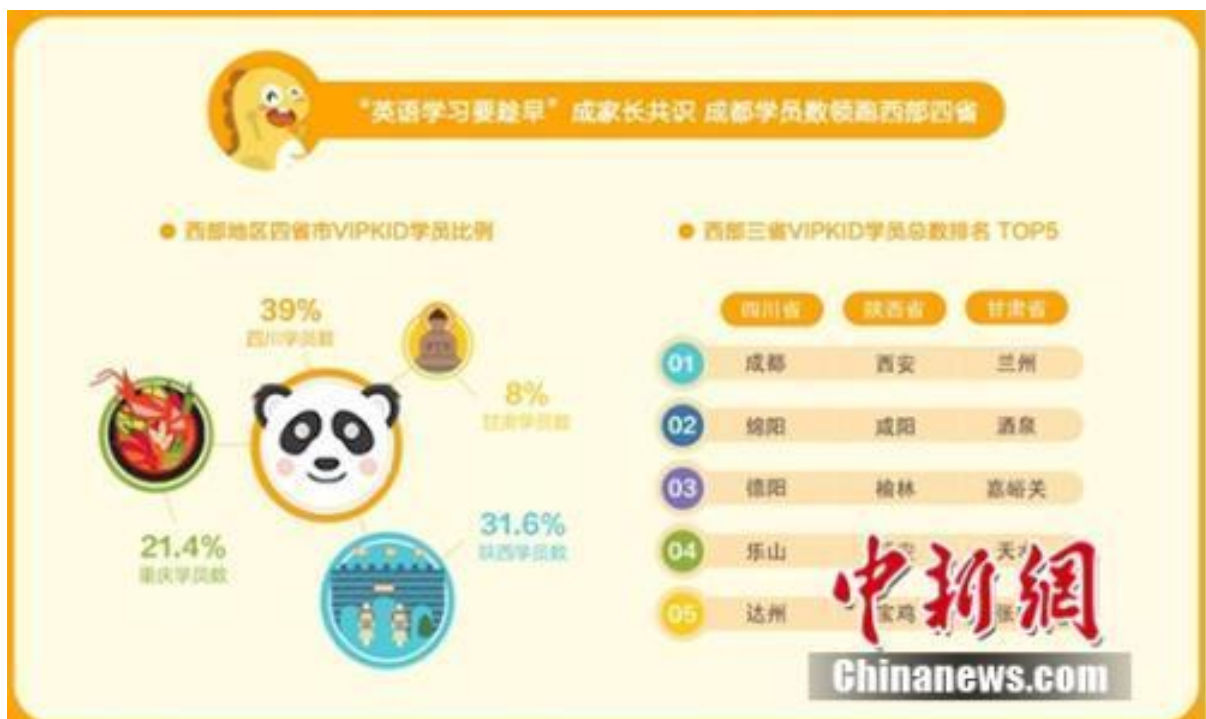 “英语学习要趁早”成家长共识 成都学员数领跑西部四省
西部地区四省市VIPKID学员比例
39%
四川学员数
8%
甘肃学员数
21.4%
重庆学员数
31.6%
陕西学员数
西部三省VIPKID学员总数排名 TOP5
四川省 陕西省 甘肃省
01 成都 西安 兰州
02 绵阳 咸阳 酒泉
03 德阳 榆林 嘉峪关
04 乐山 天
05 达州 宝鸡 张
中新網
Chinanews.com